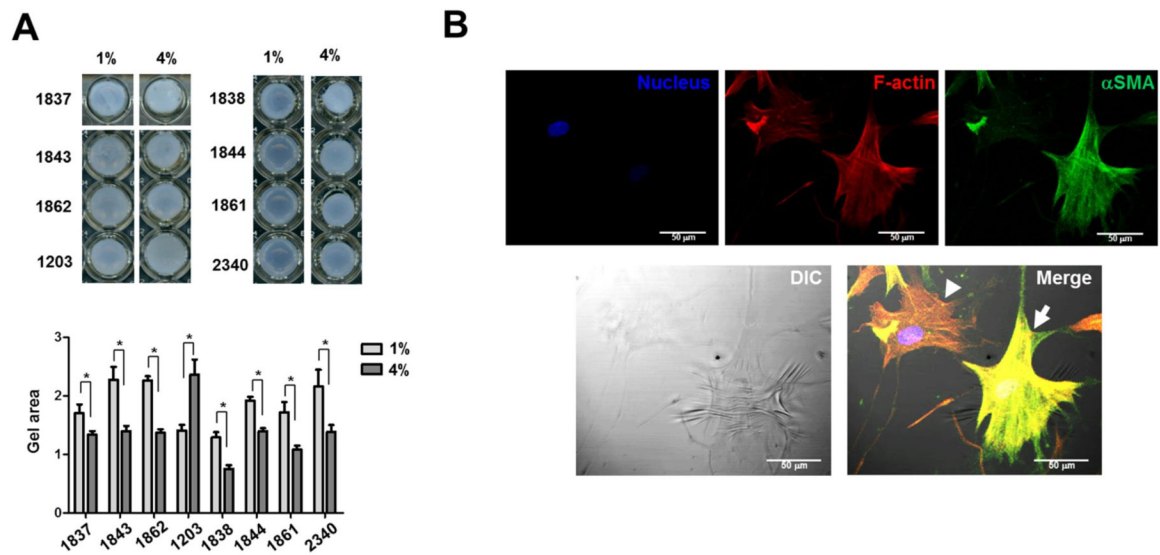 A
1% 4% 1% 4%
1837 1838
1843 1844
1862 1861
1203 2340
3
2
1
0
Gel area
1%
4%
* * * * * * * *
1837 1843 1862 1203 1838 1844 1861 2340
B
Nucleus F-actin αSMA
50 µm 50 µm 50 µm
DIC Merge
50 µm 50 µm